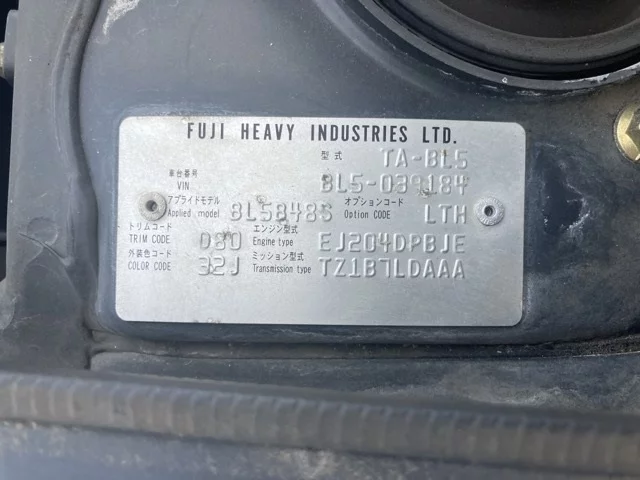 FUJI HEAVY INDUSTRIES LTD.
型式 TA-BL5
車台番号 VIN BL5-039184
アプライドモデル Applied model BL5B48S オプションコード Option CODE LTH
トリムコード TRIM CODE OBO エンジン型式 Engine type EJ204DPBJE
外装色コード COLOR CODE 32J ミッション型式 Transmission type TZ1B7LDAAA